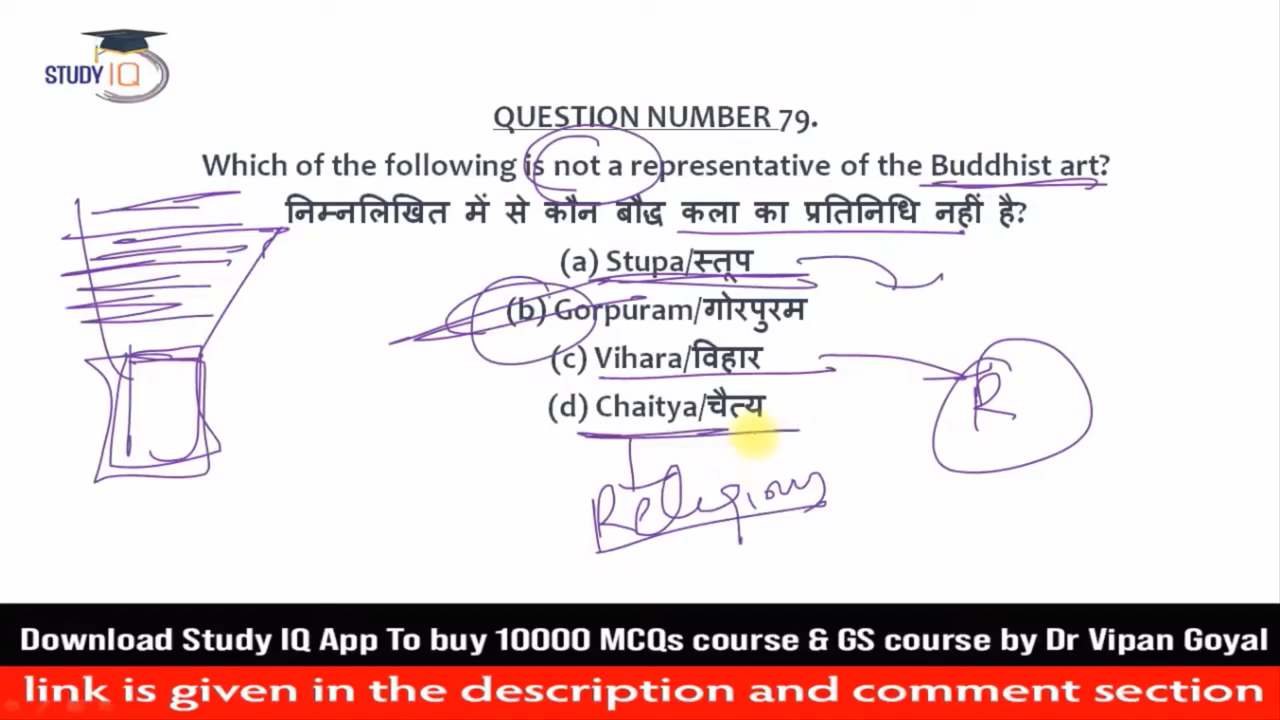 STUDY IQ
QUESTION NUMBER 79.
Which of the following is not a representative of the Buddhist art?
निम्नलिखित में से कौन बौद्ध कला का प्रतिनिधि नहीं है?
(a) Stupa/स्तूप
(b) Gorpuram/गोरपुरम
(c) Vihara/विहार
R
(d) Chaitya/चैत्य
Religious
Download Study IQ App To buy 10000 MCQs course & GS course by Dr Vipan Goyal
link is given in the description and comment section